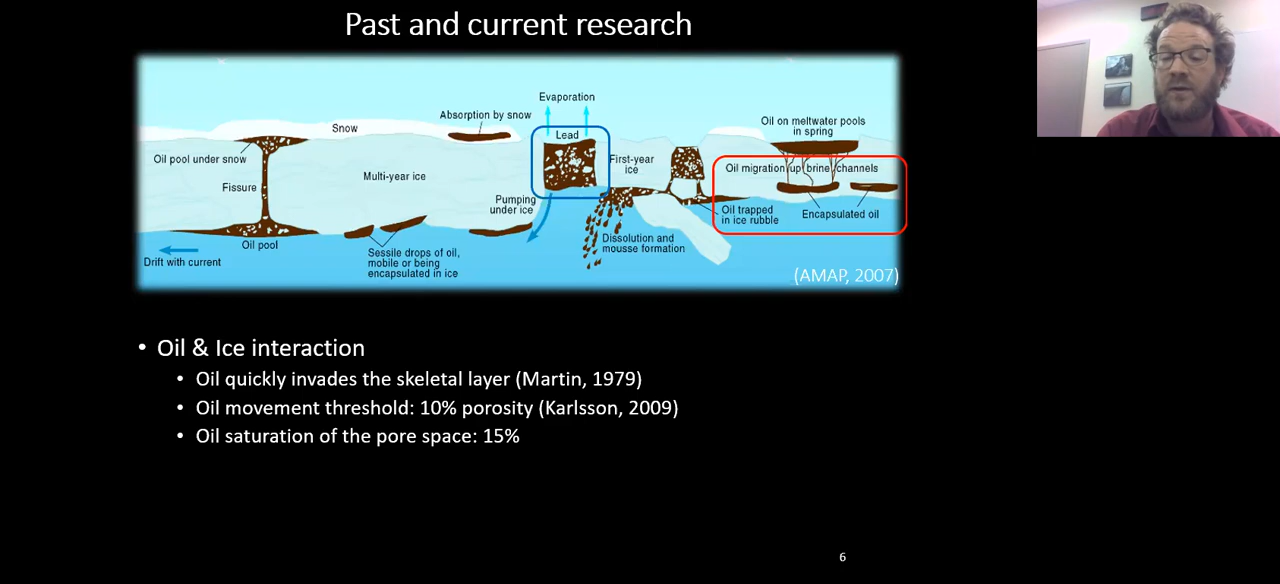 Past and current research
Evaporation
Absorption by snow
Snow
Lead
Oil on meltwater pools
in spring
Oil pool under snow
First-year
ice
Oil migration up brine channels
Fissure
Multi-year ice
Pumping
under ice
Oil trapped
in ice rubble
Encapsulated oil
Oil pool
Sessile drops of oil,
mobile or being
encapsulated in ice
Dissolution and
mousse formation
Drift with current
(AMAP, 2007)
• Oil & Ice interaction
• Oil quickly invades the skeletal layer (Martin, 1979)
• Oil movement threshold: 10% porosity (Karlsson, 2009)
• Oil saturation of the pore space: 15%
6